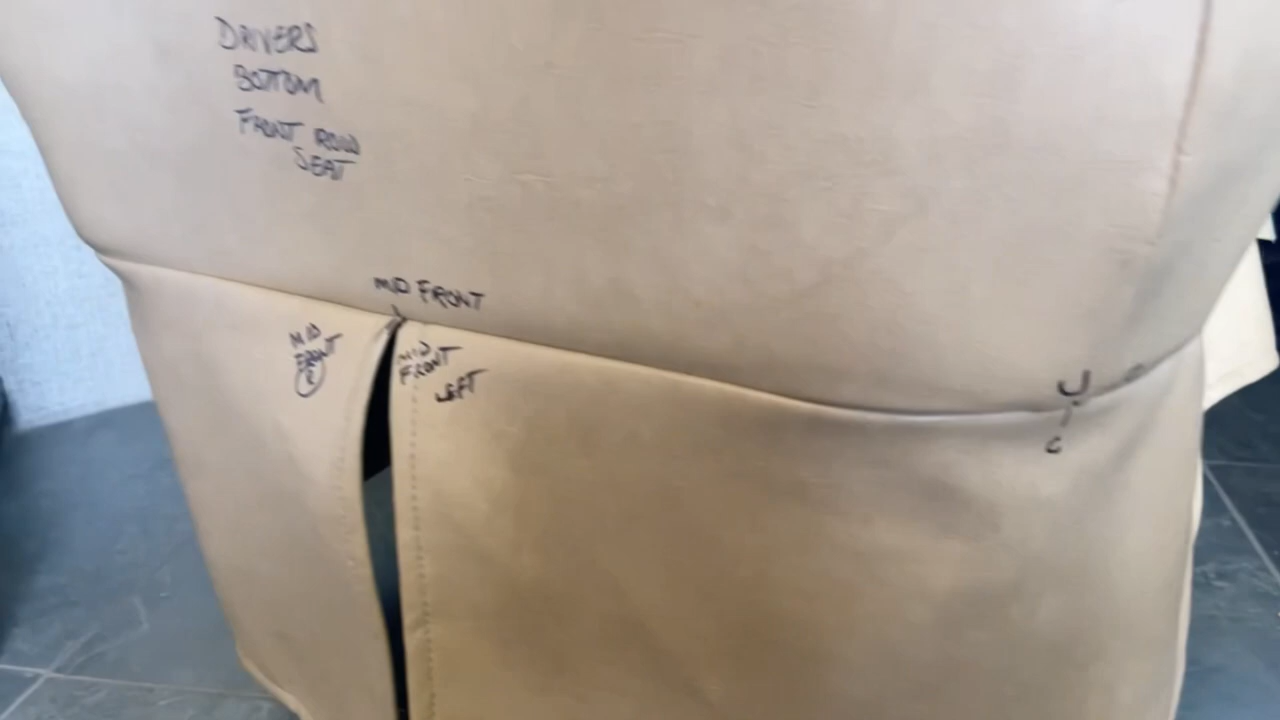 DRIVERS
BOTTOM
FRONT ROW
SEAT
MID FRONT
MID
FRONT
R
MID
FRONT
LEFT
C